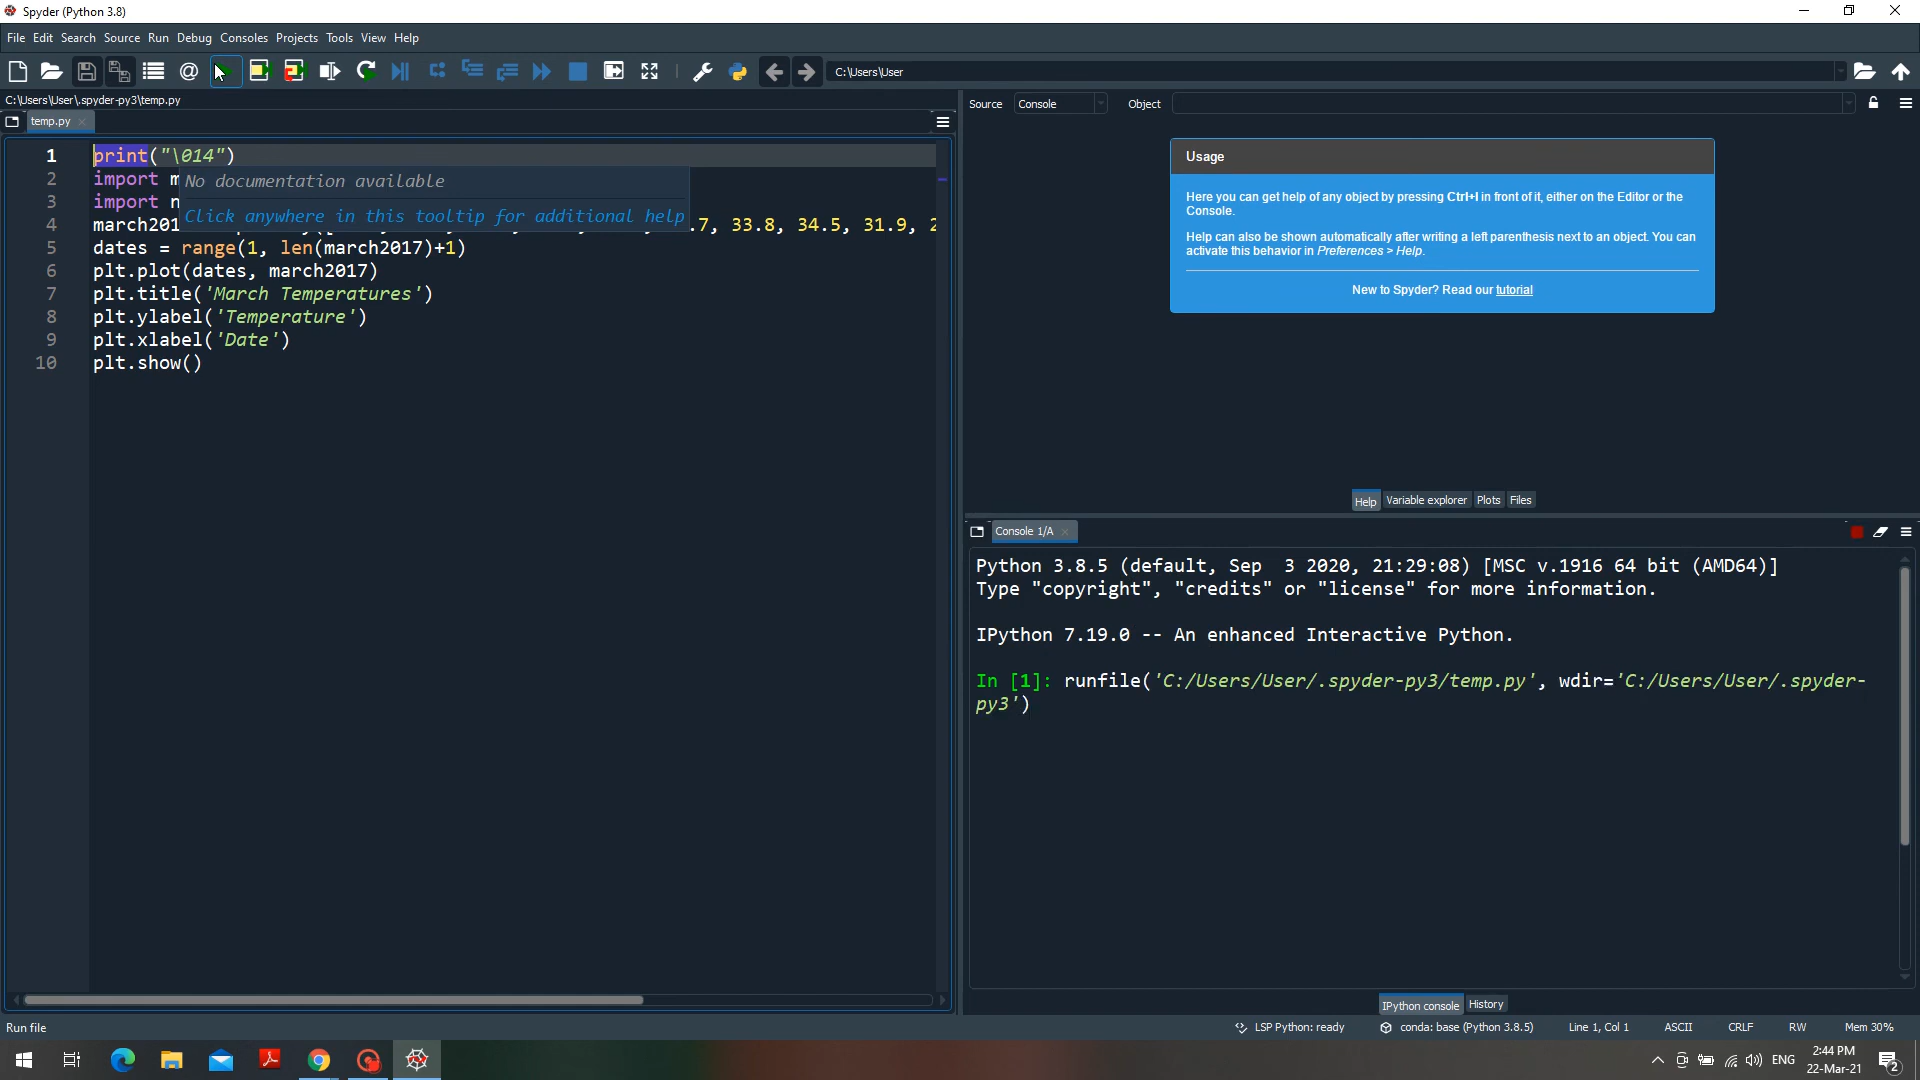 Spyder (Python 3.8)
File Edit Search Source Run Debug Consoles Projects Tools View Help
C:\Users\User
C:\Users\User\.spyder-py3\temp.py
temp.py
1 print("\014")
2 import m
3 import n
4 march201
.7, 33.8, 34.5, 31.9, 2
5 dates = range(1, len(march2017)+1)
6 plt.plot(dates, march2017)
7 plt.title('March Temperatures')
8 plt.ylabel('Temperature')
9 plt.xlabel('Date')
10 plt.show()
No documentation available
Click anywhere in this tooltip for additional help
Source Console Object
Usage
Here you can get help of any object by pressing Ctrl+I in front of it, either on the Editor or the
Console.
Help can also be shown automatically after writing a left parenthesis next to an object. You can
activate this behavior in Preferences > Help.
New to Spyder? Read our tutorial
Help Variable explorer Plots Files
Console 1/A
Python 3.8.5 (default, Sep 3 2020, 21:29:08) [MSC v.1916 64 bit (AMD64)]
Type "copyright", "credits" or "license" for more information.
IPython 7.19.0 -- An enhanced Interactive Python.
In [1]: runfile('C:/Users/User/.spyder-py3/temp.py', wdir='C:/Users/User/.spyder-
py3')
IPython console History
Run file
LSP Python: ready conda: base (Python 3.8.5) Line 1, Col 1 ASCII CRLF RW Mem 30%
ENG
2:44 PM
22-Mar-21
2